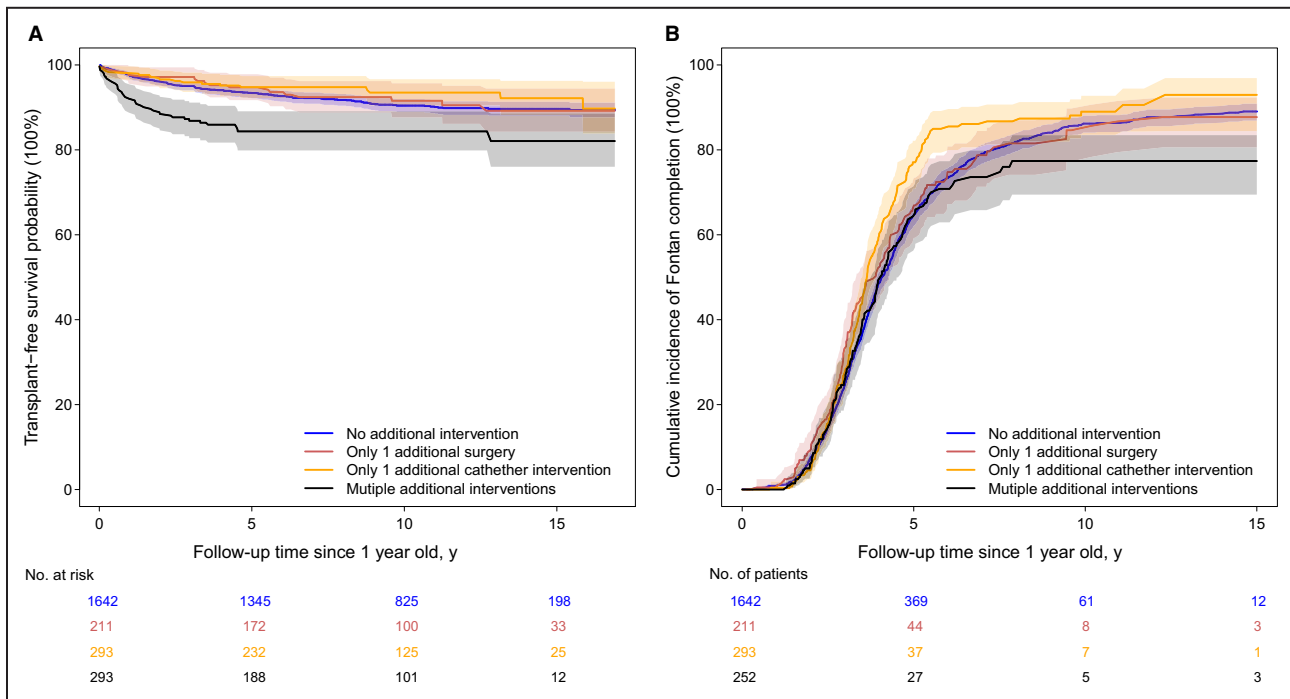 A
Transplant−free survival probability (100%)
100
80
60
40
20
0
No additional intervention
Only 1 additional surgery
Only 1 additional cathether intervention
Mutiple additional interventions
0 5 10 15
Follow-up time since 1 year old, y
No. at risk
1642 1345 825 198
211 172 100 33
293 232 125 25
293 188 101 12
B
Cumulative incidence of Fontan completion (100%)
100
80
60
40
20
0
No additional intervention
Only 1 additional surgery
Only 1 additional cathether intervention
Mutiple additional interventions
0 5 10 15
Follow-up time since 1 year old, y
No. of patients
1642 369 61 12
211 44 8 3
293 37 7 1
252 27 5 3